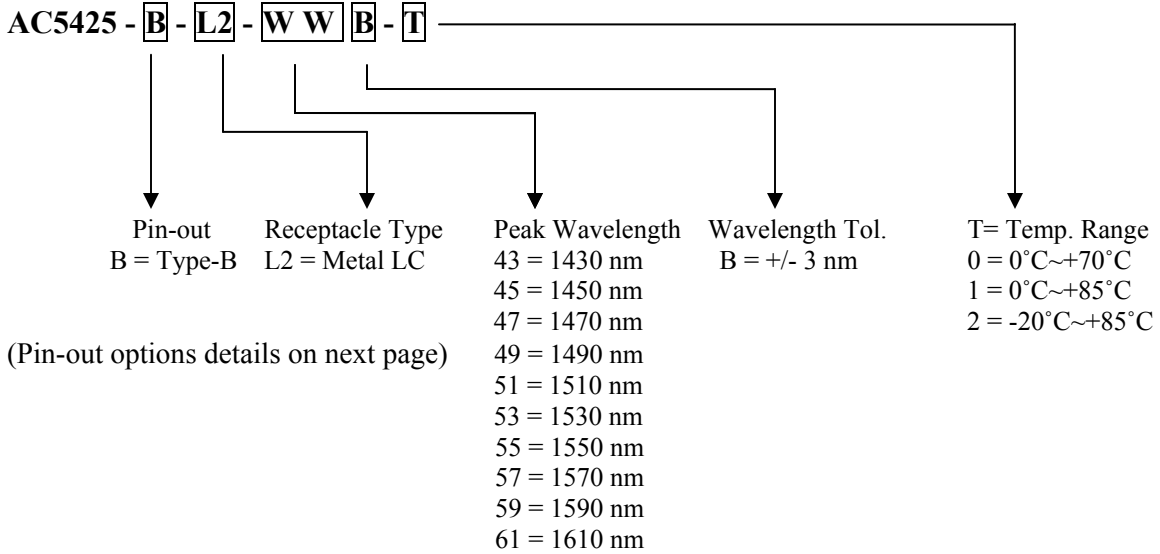 AC5425 - B - L2 - W W B - T
Pin-out Receptacle Type Peak Wavelength Wavelength Tol. T= Temp. Range
B = Type-B L2 = Metal LC 43 = 1430 nm B = +/- 3 nm 0 = 0˚C~+70˚C
45 = 1450 nm 1 = 0˚C~+85˚C
47 = 1470 nm 2 = -20˚C~+85˚C
(Pin-out options details on next page) 49 = 1490 nm
51 = 1510 nm
53 = 1530 nm
55 = 1550 nm
57 = 1570 nm
59 = 1590 nm
61 = 1610 nm